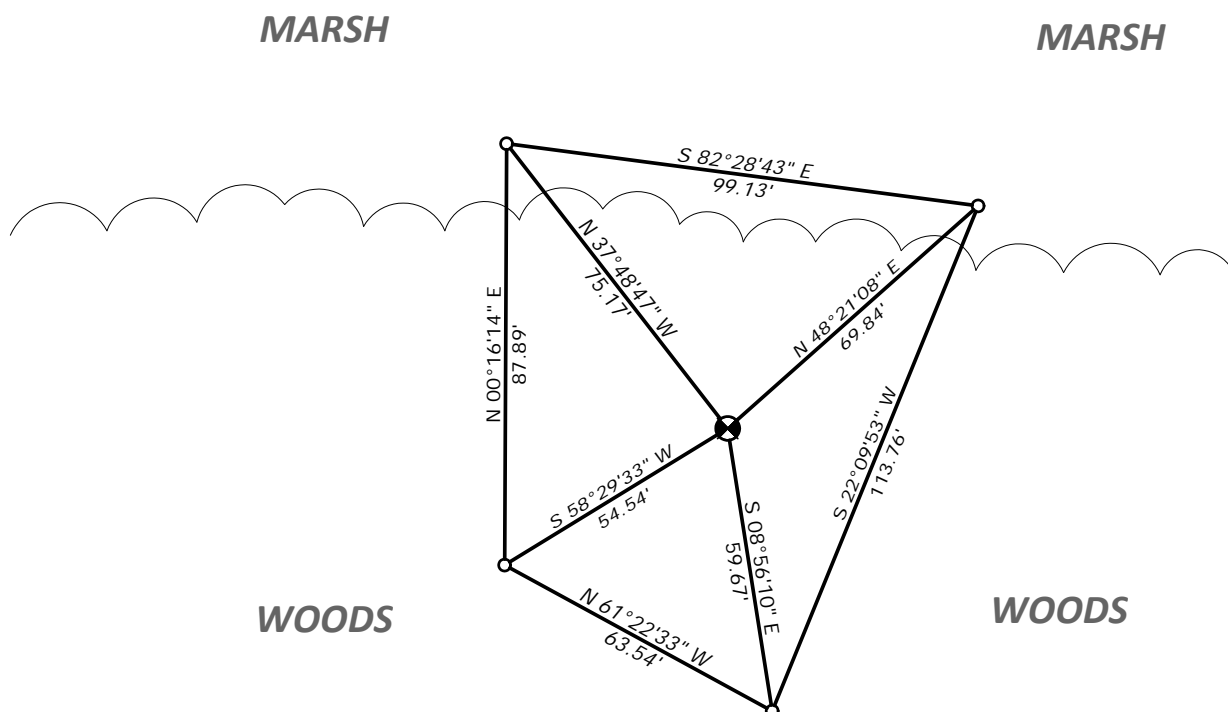 MARSH
MARSH
S 82°28'43" E
99.13'
N 37°48'47" W
75.17'
N 48°21'08" E
69.84'
N 00°16'14" E
87.89'
S 22°09'53" W
113.76'
S 58°29'33" W
54.54'
S 08°56'10" E
59.67'
N 61°22'33" W
63.54'
WOODS
WOODS